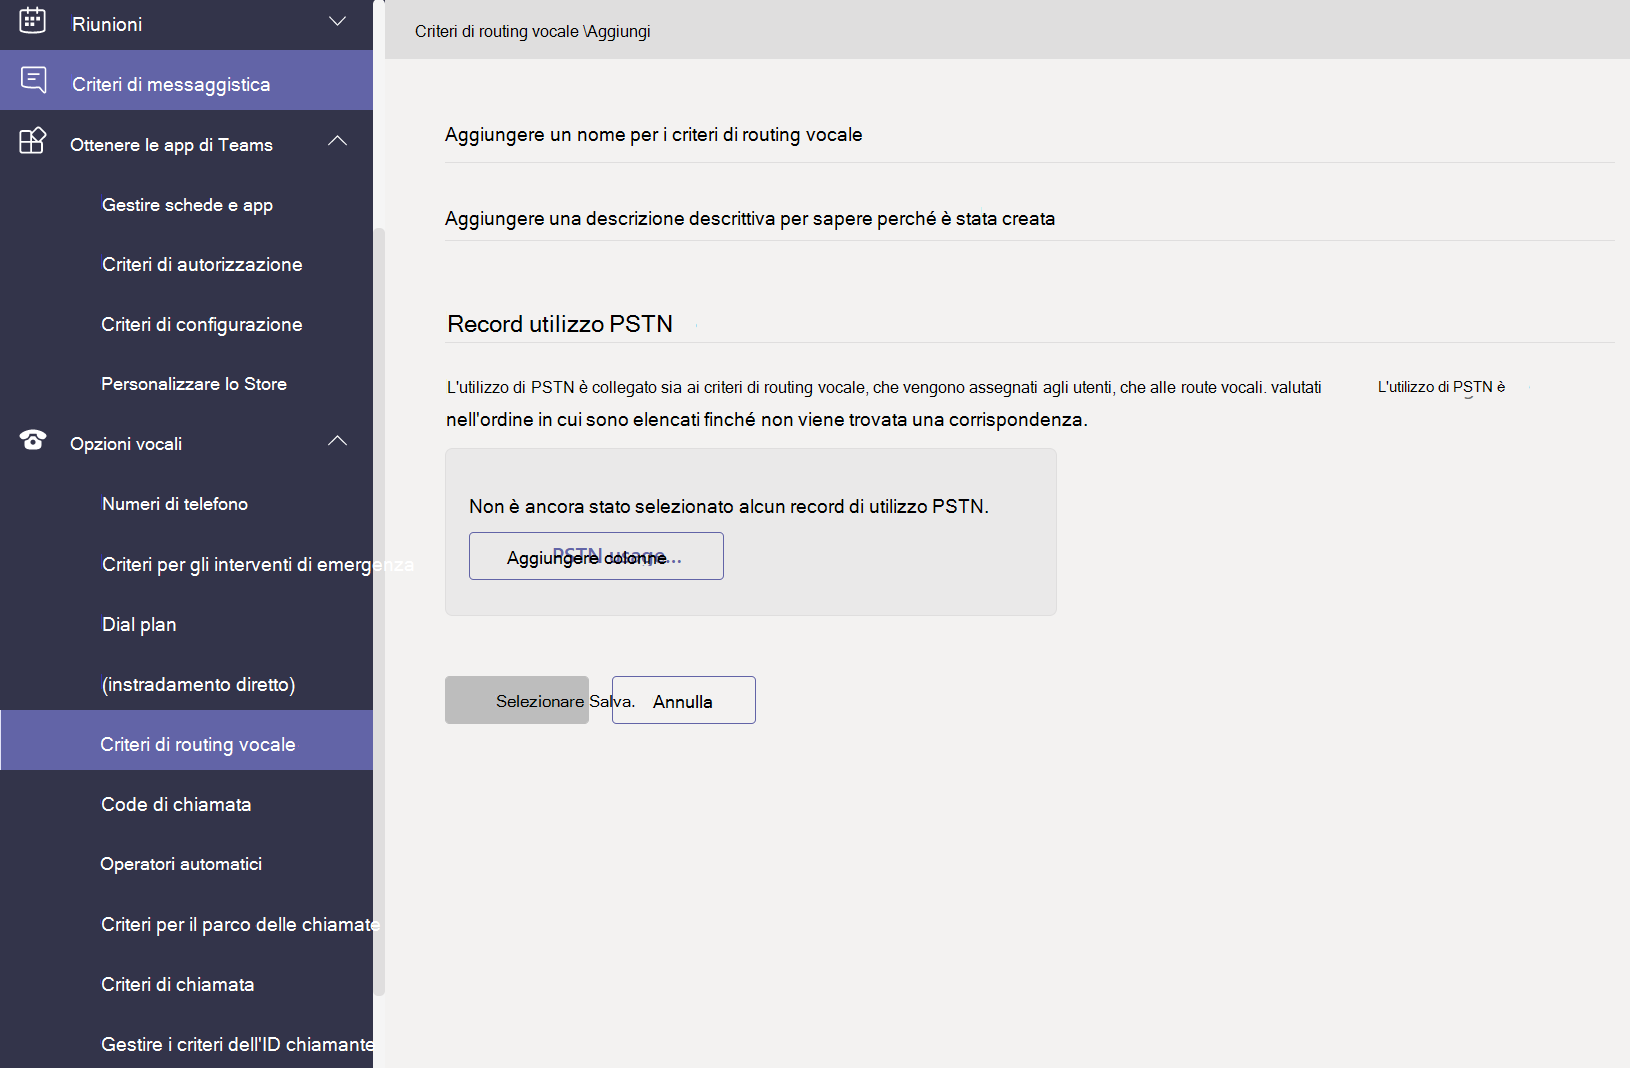 Riunioni
Criteri di messaggistica
Ottenere le app di Teams
Gestire schede e app
Criteri di autorizzazione
Criteri di configurazione
Personalizzare lo Store
Opzioni vocali
Numeri di telefono
Criteri per gli interventi di emergenza
Dial plan
(instradamento diretto)
Criteri di routing vocale
Code di chiamata
Operatori automatici
Criteri per il parco delle chiamate
Criteri di chiamata
Gestire i criteri dell'ID chiamante
Criteri di routing vocale \Aggiungi
Aggiungere un nome per i criteri di routing vocale
Aggiungere una descrizione descrittiva per sapere perché è stata creata
Record utilizzo PSTN
L'utilizzo di PSTN è collegato sia ai criteri di routing vocale, che vengono assegnati agli utenti, che alle route vocali. valutati L'utilizzo di PSTN è
nell'ordine in cui sono elencati finché non viene trovata una corrispondenza.
Non è ancora stato selezionato alcun record di utilizzo PSTN.
Aggiungere colonne
PSTN usage...
Selezionare Salva.
Annulla